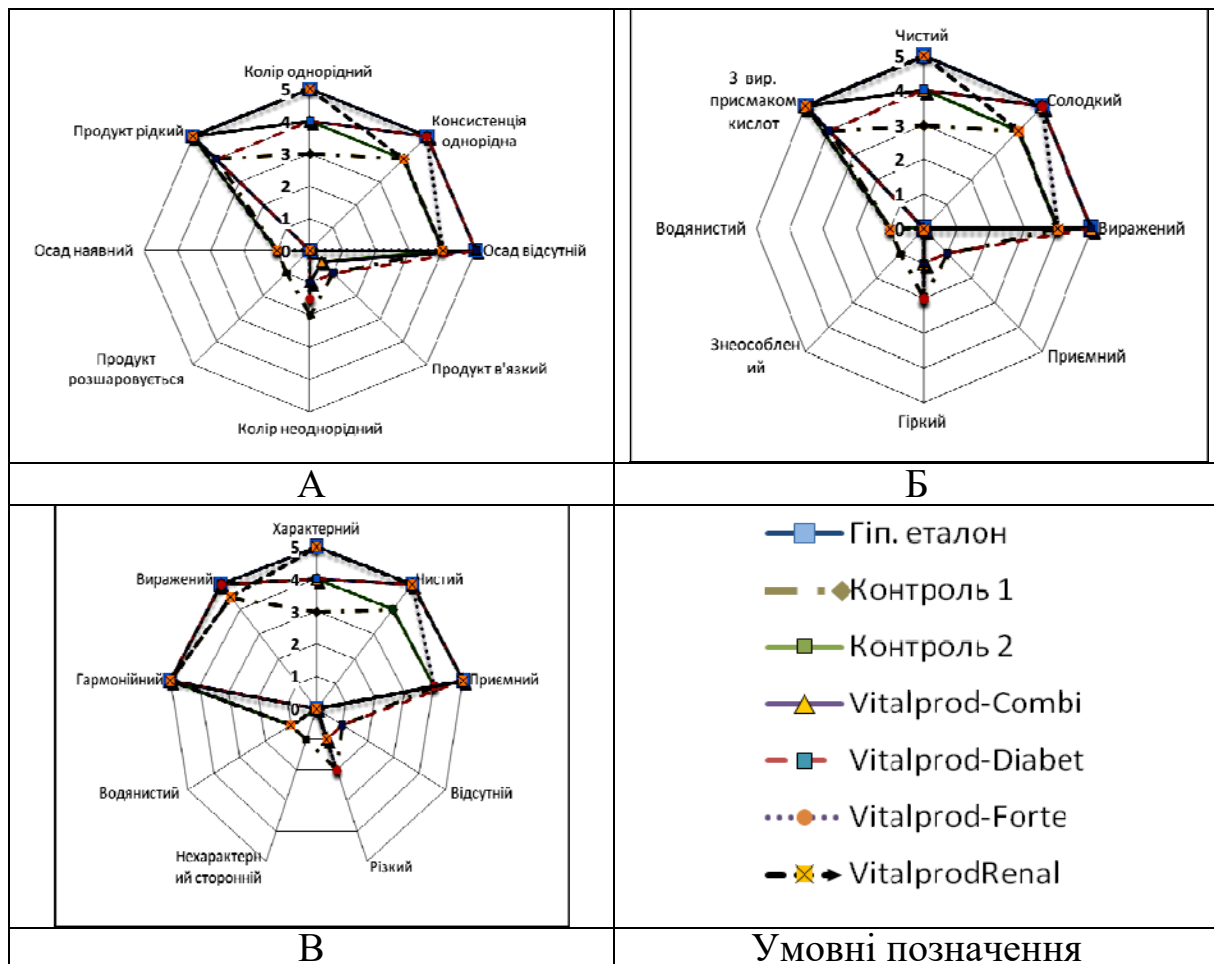 Колір однорідний
5
Консистенція
однорідна
4
Продукт рідкий
3
2
1
Осад наявний
0
Осад відсутній
Продукт
розшаровується
Продукт в'язкий
Колір неоднорідний
А
Чистий
5
З вир.
присмаком
кислот
4
Солодкий
3
2
1
Водянистий
0
Виражений
Знеособлен
ий
Приємний
Гіркий
Б
Характерний
5
Виражений
Чистий
4
3
2
Гармонійний
1
Приємний
0
Водянистий
Відсутній
Нехарактерн
ий сторонній
Різкий
В
Гіп. еталон
Контроль 1
Контроль 2
Vitalprod-Combi
Vitalprod-Diabet
Vitalprod-Forte
VitalprodRenal
Умовні позначення